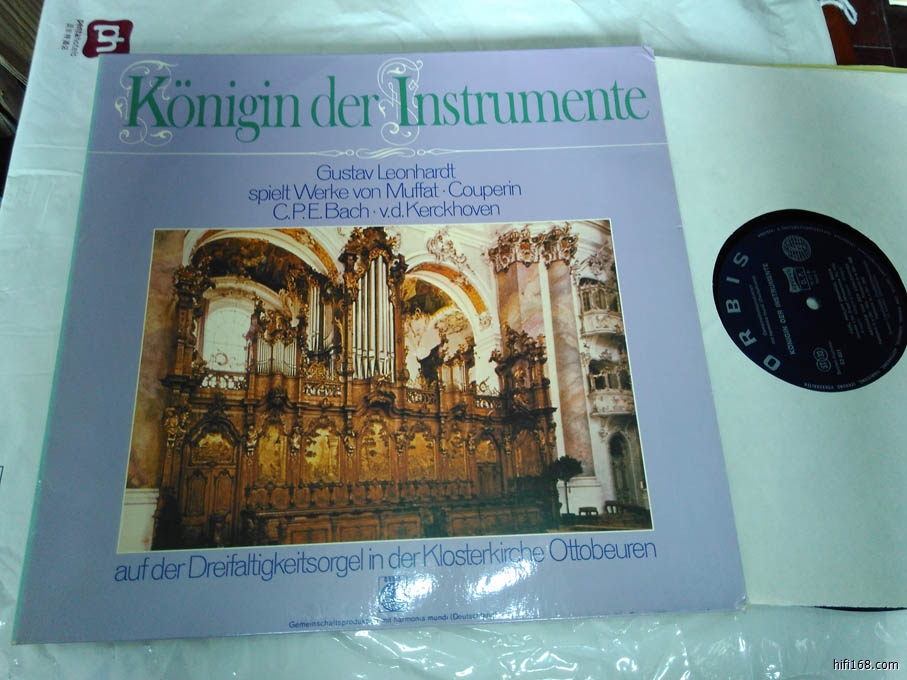 Königin der Instrumente
Gustav Leonhardt
spielt Werke von Muffat · Couperin
C.P.E. Bach · v.d. Kerckhoven
auf der Dreifaltigkeitsorgel in der Klosterkirche Ottobeuren
harmonia mundi
ORBIS
KÖNIGIN DER INSTRUMENTE
hifi168.com